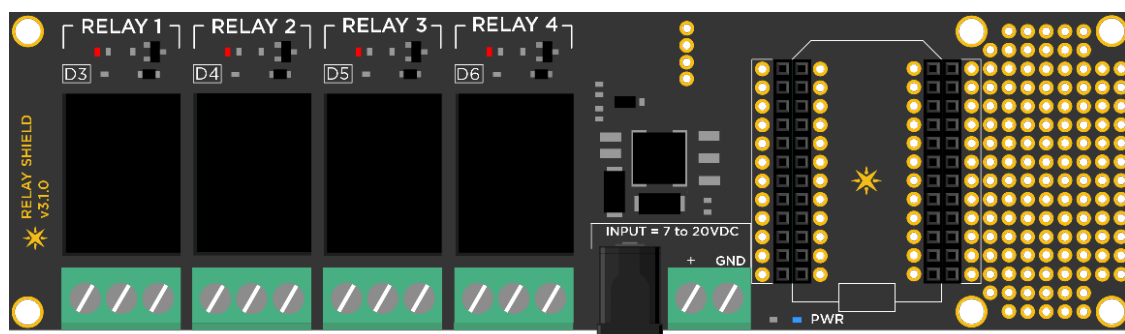 RELAY 1
RELAY 2
RELAY 3
RELAY 4
D3
D4
D5
D6
RELAY SHIELD
v3.1.0
INPUT = 7 to 20VDC
+ GND
PWR